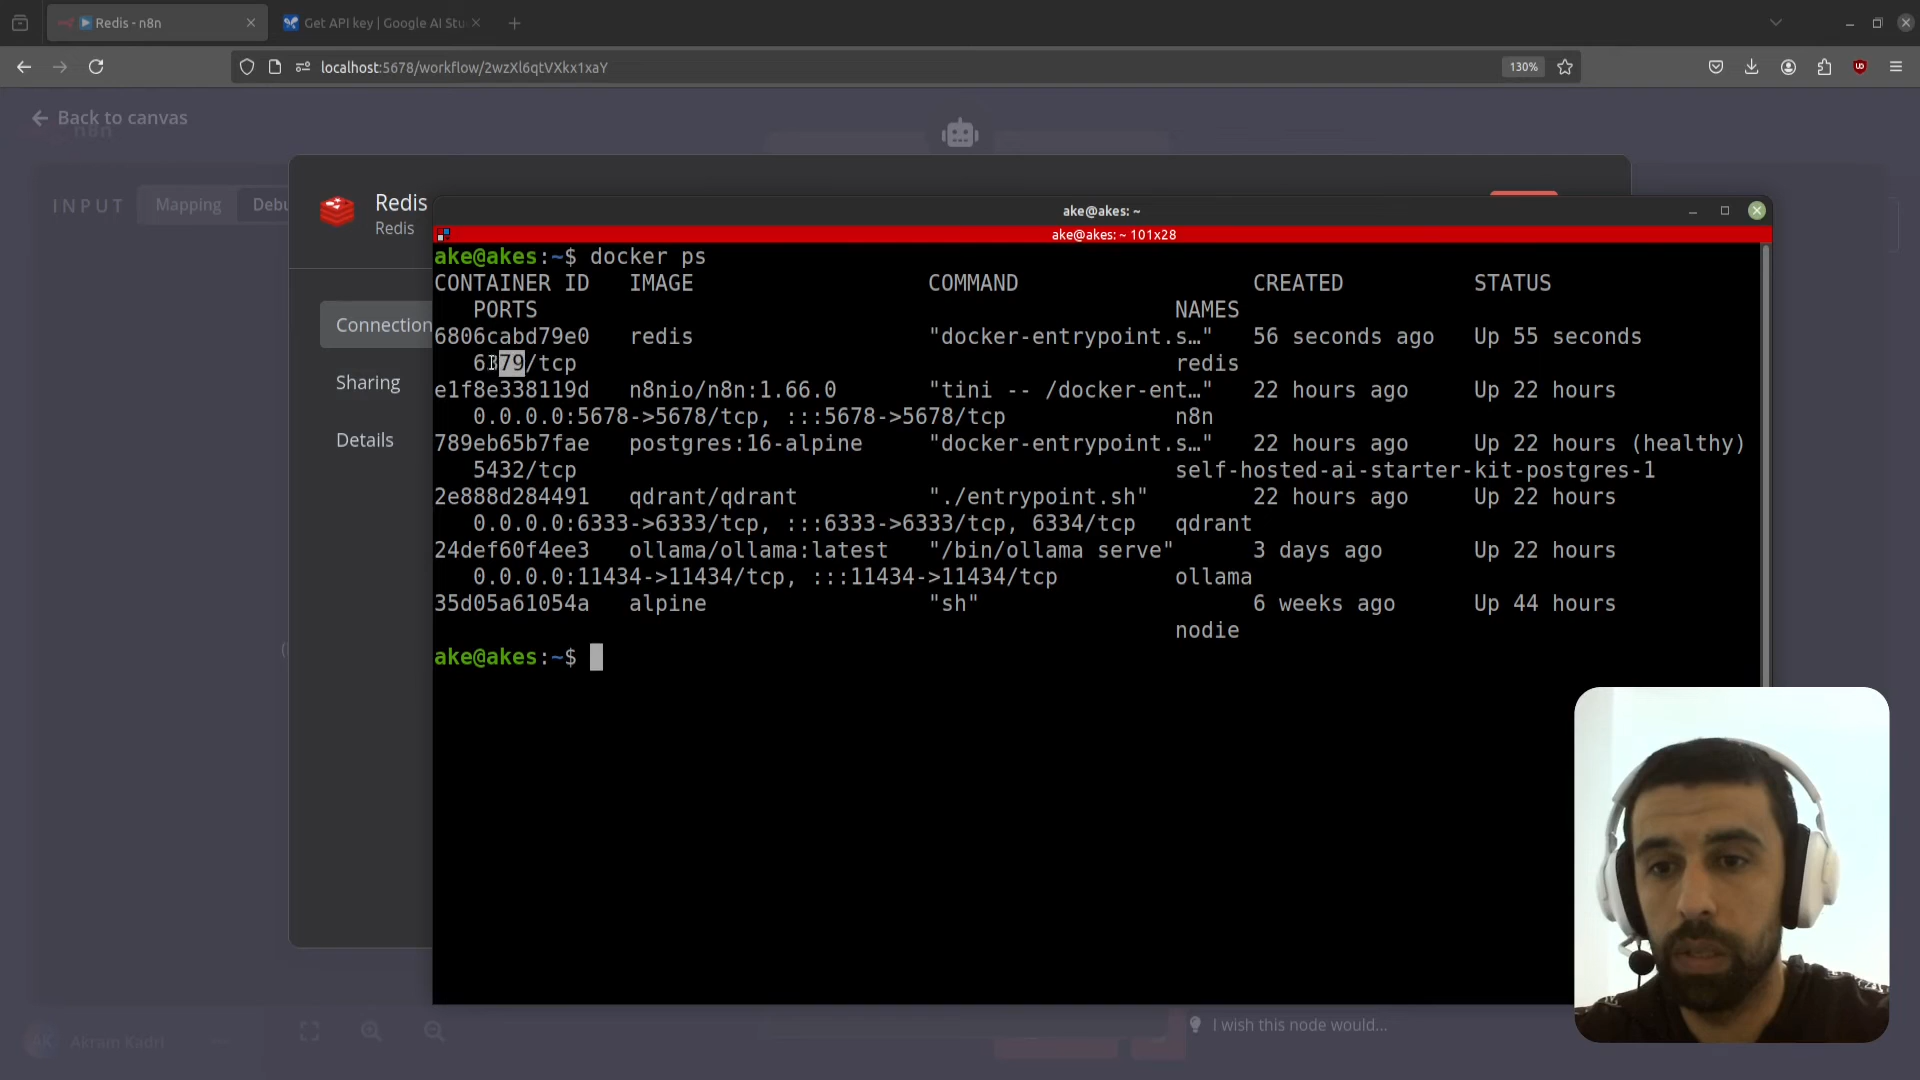 Redis - n8n
Get API key | Google AI Stu
localhost:5678/workflow/2wzXl6qtVXkx1xaY
130%
Back to canvas
n8n
INPUT
Mapping
Debu
Redis
Redis
Connection
Sharing
Details
ake@akes: ~
ake@akes: ~ 101x28
ake@akes:~$ docker ps
CONTAINER ID IMAGE COMMAND CREATED STATUS
PORTS NAMES
6806cabd79e0 redis "docker-entrypoint.s…" 56 seconds ago Up 55 seconds
6379/tcp redis
e1f8e338119d n8nio/n8n:1.66.0 "tini -- /docker-ent…" 22 hours ago Up 22 hours
0.0.0.0:5678->5678/tcp, :::5678->5678/tcp n8n
789eb65b7fae postgres:16-alpine "docker-entrypoint.s…" 22 hours ago Up 22 hours (healthy)
5432/tcp self-hosted-ai-starter-kit-postgres-1
2e888d284491 qdrant/qdrant "./entrypoint.sh" 22 hours ago Up 22 hours
0.0.0.0:6333->6333/tcp, :::6333->6333/tcp, 6334/tcp qdrant
24def60f4ee3 ollama/ollama:latest "/bin/ollama serve" 3 days ago Up 22 hours
0.0.0.0:11434->11434/tcp, :::11434->11434/tcp ollama
35d05a61054a alpine "sh" 6 weeks ago Up 44 hours
nodie
ake@akes:~$
AK
Akram Kadri
I wish this node would...